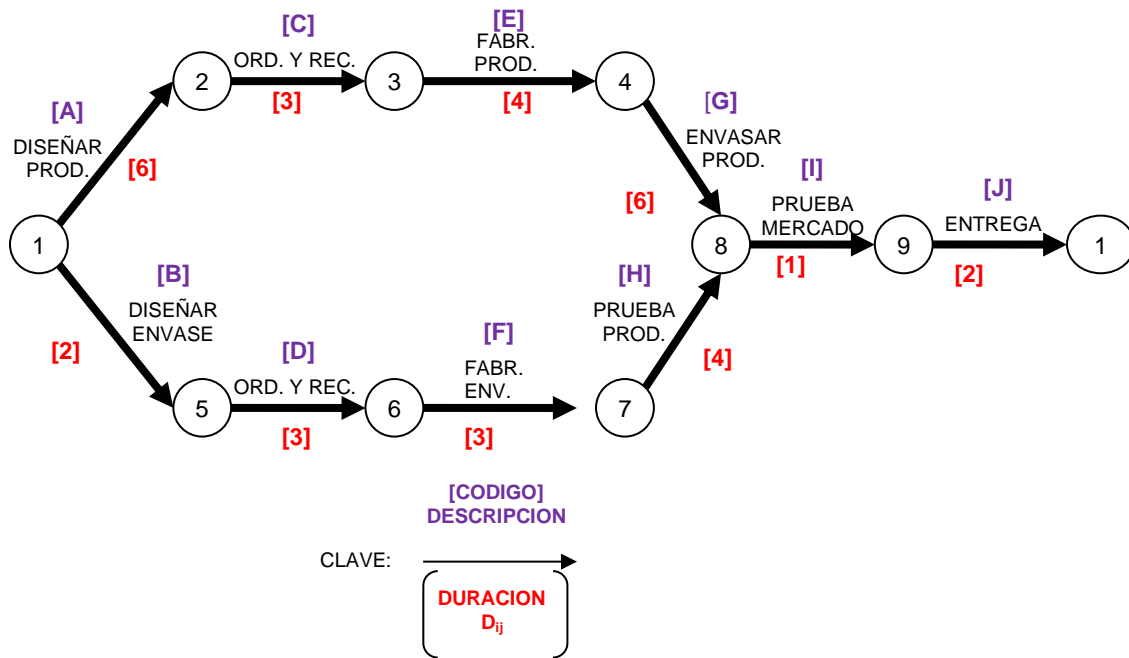 [C]
ORD. Y REC.
[3]
[E]
FABR.
PROD.
[4]
2
3
4
[A]
DISEÑAR
PROD.
[6]
[G]
ENVASAR
PROD.
[6]
[I]
PRUEBA
MERCADO
[1]
[J]
ENTREGA
[2]
1
8
9
1
[B]
DISEÑAR
ENVASE
[2]
[D]
ORD. Y REC.
[3]
[F]
FABR.
ENV.
[3]
[H]
PRUEBA
PROD.
[4]
5
6
7
[CODIGO]
DESCRIPCION
CLAVE:
DURACION
Dij